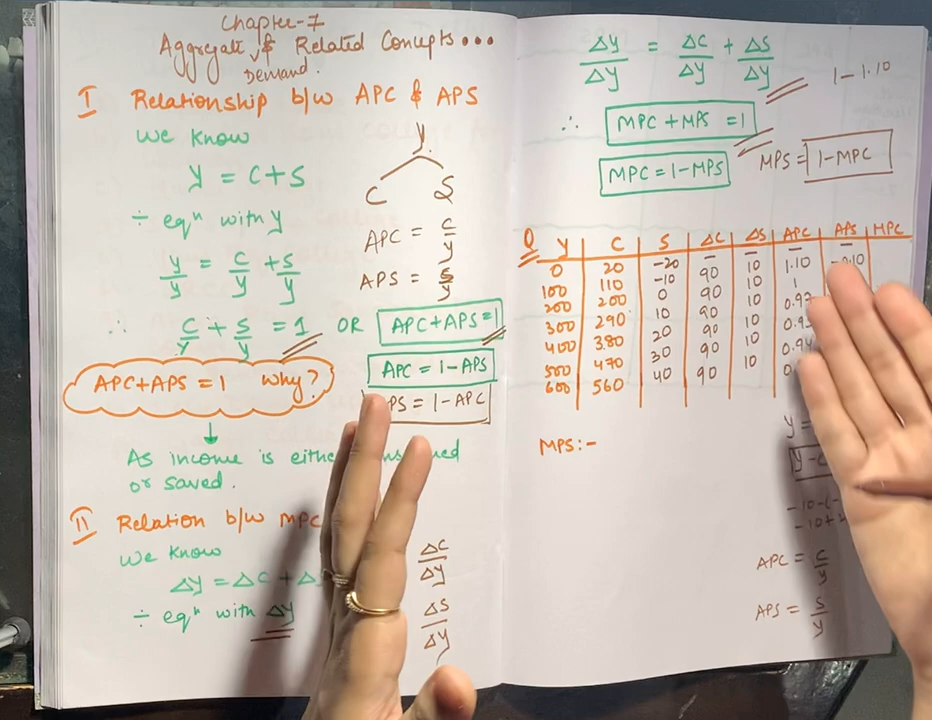 Chapter-7
Aggregate & Related Concepts...
Demand.
I Relationship b/w APC & APS
We know
y = C+S
÷ eqⁿ with y
y/y = C/y + S/y
∴ C/y + S/y = 1 OR APC+APS=1
APC = 1-APS
PS = 1-APC
y
C S
APC = C/y
APS = S/y
APC+APS = 1 why?
As income is either
or saved.
II Relation b/w MPC
We know
Δy = ΔC + Δ
÷ eqⁿ with Δy
ΔC/Δy
ΔS/Δy
Δy/Δy = ΔC/Δy + ΔS/Δy
1-1.10
∴ MPC+MPS =1
MPC = 1-MPS
MPS = 1-MPC
Q Y C S ΔC ΔS APC APS MPC
0 20 -20 - - - -
100 110 -10 90 10 1.10 -0.10
200 200 0 90 10 1
300 290 10 90 10 0.97
400 380 20 90 10
500 470 30 90 10 0.94
600 560 40 90 10
MPS:-
y =
APC = C/y
APS = S/y